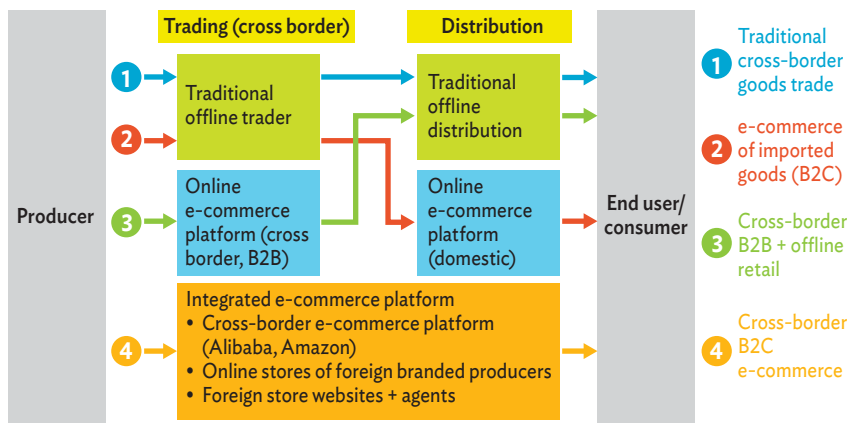 Trading (cross border)
Distribution
Producer
1
Traditional
offline trader
2
Traditional
offline
distribution
3
Online
e-commerce
platform (cross
border, B2B)
Online
e-commerce
platform
(domestic)
4
Integrated e-commerce platform
• Cross-border e-commerce platform
(Alibaba, Amazon)
• Online stores of foreign branded producers
• Foreign store websites + agents
End user/
consumer
1
Traditional
cross-border
goods trade
2
e-commerce
of imported
goods (B2C)
3
Cross-border
B2B + offline
retail
4
Cross-border
B2C
e-commerce